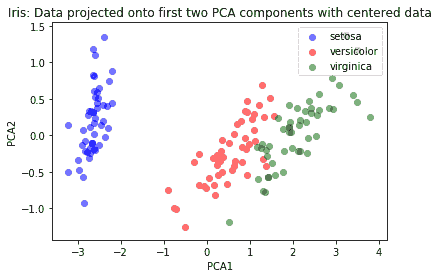 Iris: Data projected onto first two PCA components with centered data
setosa
versicolor
virginica
PCA2
1.5
1.0
0.5
0.0
−0.5
−1.0
−3
−2
−1
0
1
2
3
4
PCA1